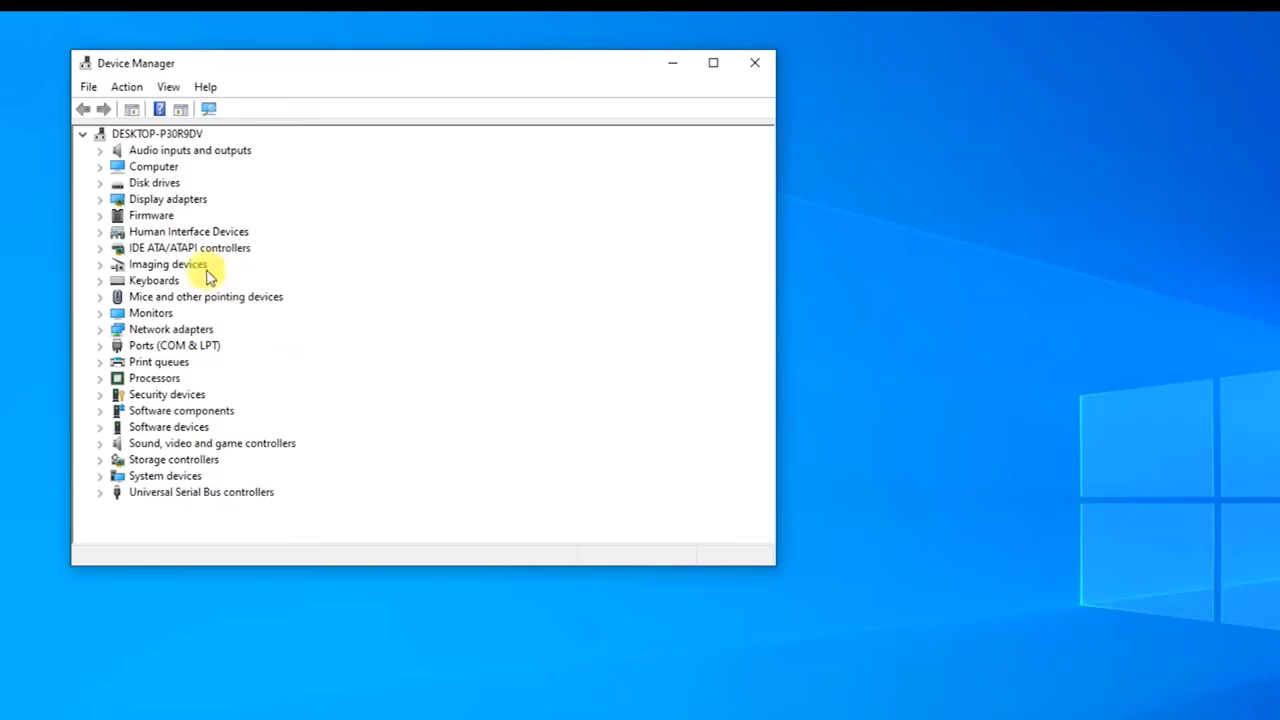 Device Manager
File Action View Help
DESKTOP-P30R9DV
Audio inputs and outputs
Computer
Disk drives
Display adapters
Firmware
Human Interface Devices
IDE ATA/ATAPI controllers
Imaging devices
Keyboards
Mice and other pointing devices
Monitors
Network adapters
Ports (COM & LPT)
Print queues
Processors
Security devices
Software components
Software devices
Sound, video and game controllers
Storage controllers
System devices
Universal Serial Bus controllers